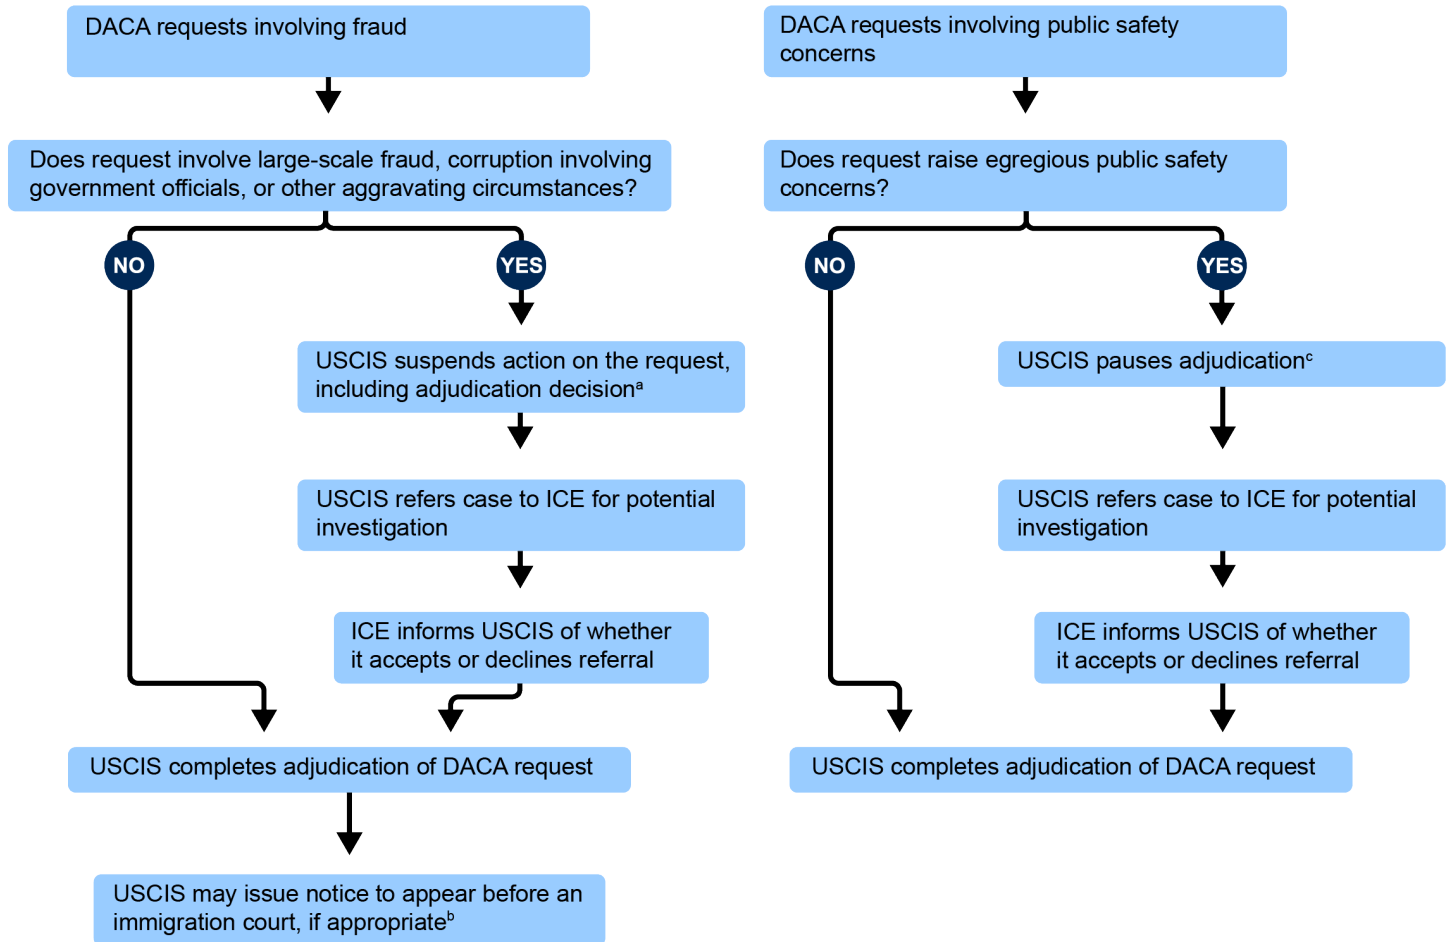 DACA requests involving fraud
Does request involve large-scale fraud, corruption involving
government officials, or other aggravating circumstances?
NO
YES
USCIS suspends action on the request,
including adjudication decisionᵃ
USCIS refers case to ICE for potential
investigation
ICE informs USCIS of whether
it accepts or declines referral
USCIS completes adjudication of DACA request
USCIS may issue notice to appear before an
immigration court, if appropriateᵇ
DACA requests involving public safety
concerns
Does request raise egregious public safety
concerns?
NO
YES
USCIS pauses adjudicationᶜ
USCIS refers case to ICE for potential
investigation
ICE informs USCIS of whether
it accepts or declines referral
USCIS completes adjudication of DACA request